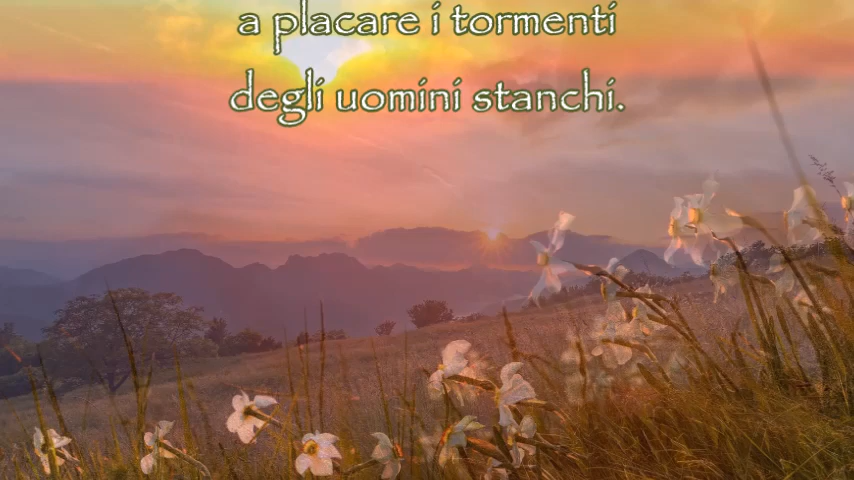 a placare i tormenti
degli uomini stanchi.